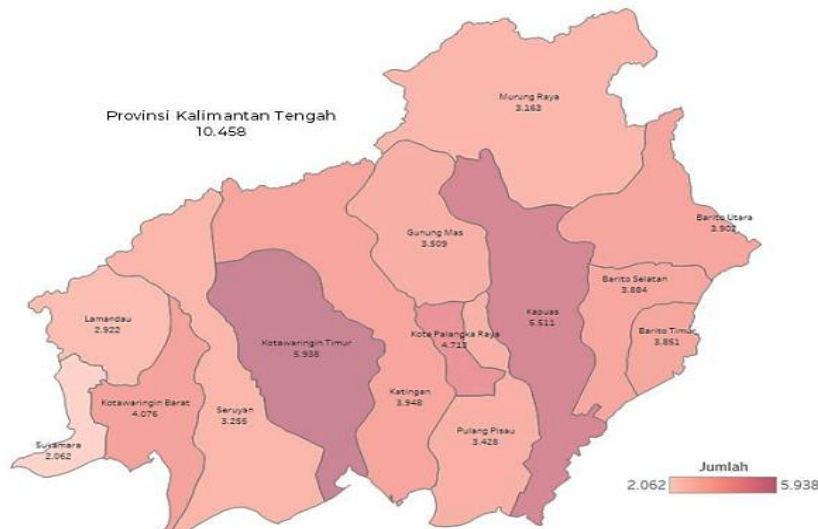 Provinsi Kalimantan Tengah
10.458
Murung Raya
3.163
Barito Utara
3.902
Gunung Mas
3.509
Barito Selatan
3.884
Kapuas
5.511
Lamandau
2.922
Kotawaringin Timur
5.938
Kota Palangka Raya
4.713
Barito Timur
3.851
Kotawaringin Barat
4.076
Seruyan
3.255
Katingan
3.948
Pulang Pisau
3.428
Sukamara
2.062
Jumlah
2.062 5.938